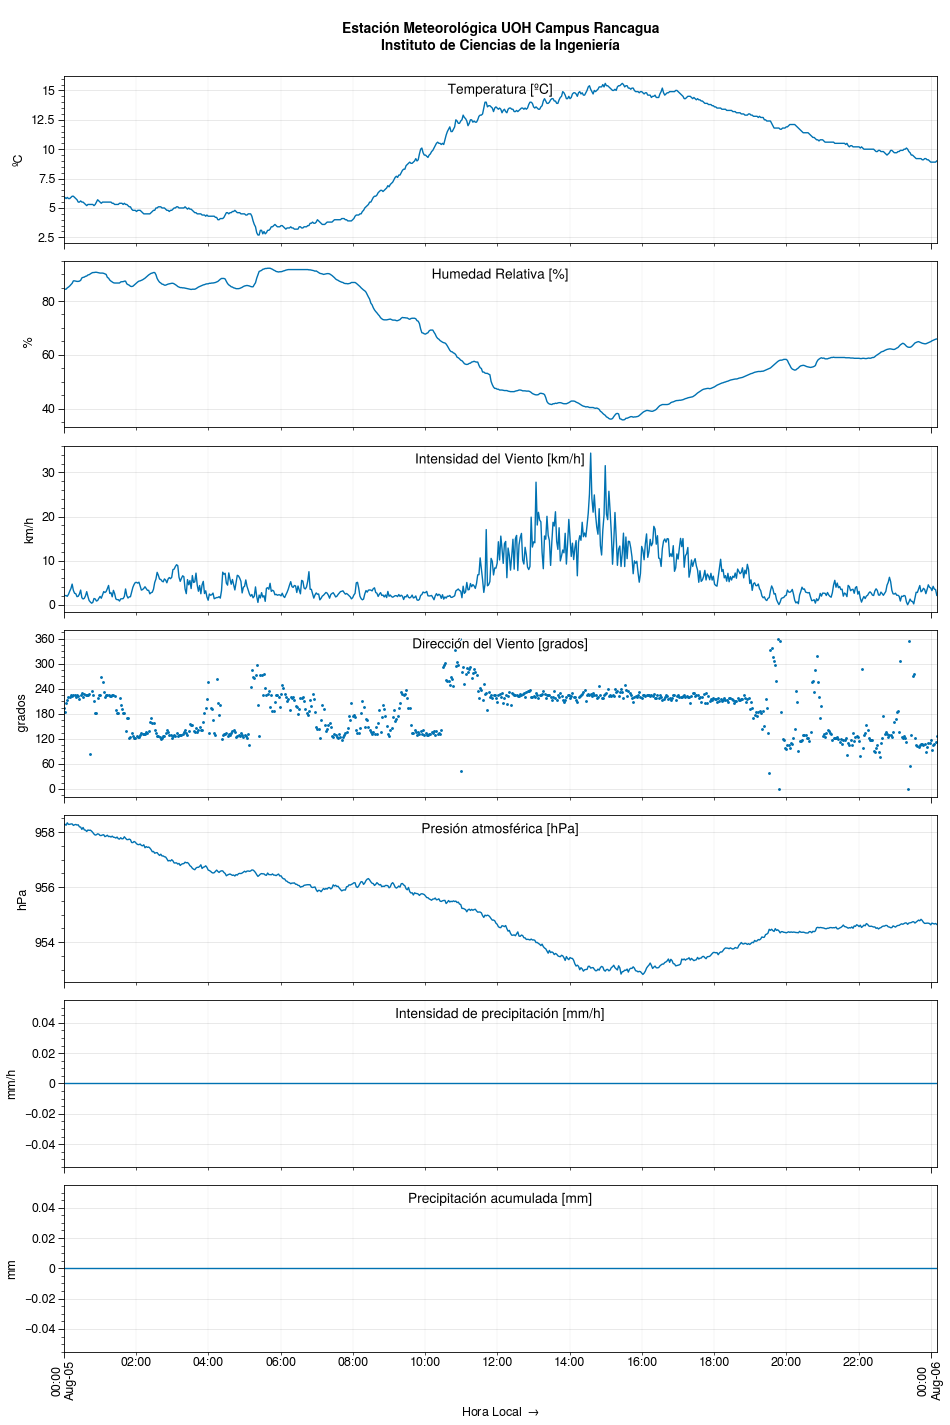 Estación Meteorológica UOH Campus Rancagua
Instituto de Ciencias de la Ingeniería
Temperatura [ºC]
ºC
15
12.5
10
7.5
5
2.5
Humedad Relativa [%]
%
80
60
40
Intensidad del Viento [km/h]
km/h
30
20
10
0
Dirección del Viento [grados]
grados
360
300
240
180
120
60
0
Presión atmosférica [hPa]
hPa
958
956
954
Intensidad de precipitación [mm/h]
mm/h
0.04
0.02
0
−0.02
−0.04
Precipitación acumulada [mm]
mm
0.04
0.02
0
−0.02
−0.04
00:00
Aug-05
02:00
04:00
06:00
08:00
10:00
12:00
14:00
16:00
18:00
20:00
22:00
00:00
Aug-06
Hora Local →